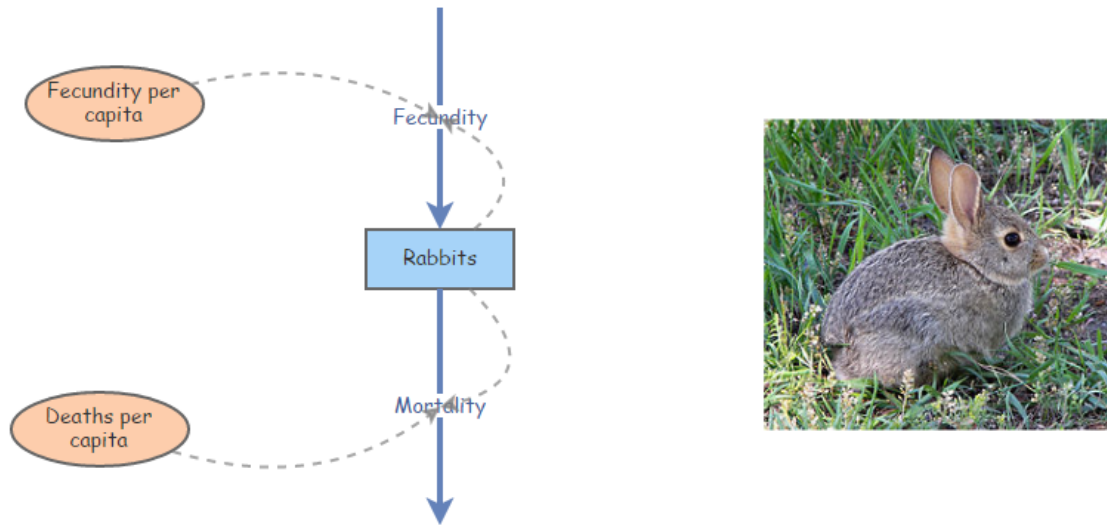 Fecundity per
capita
Fecundity
Rabbits
Mortality
Deaths per
capita